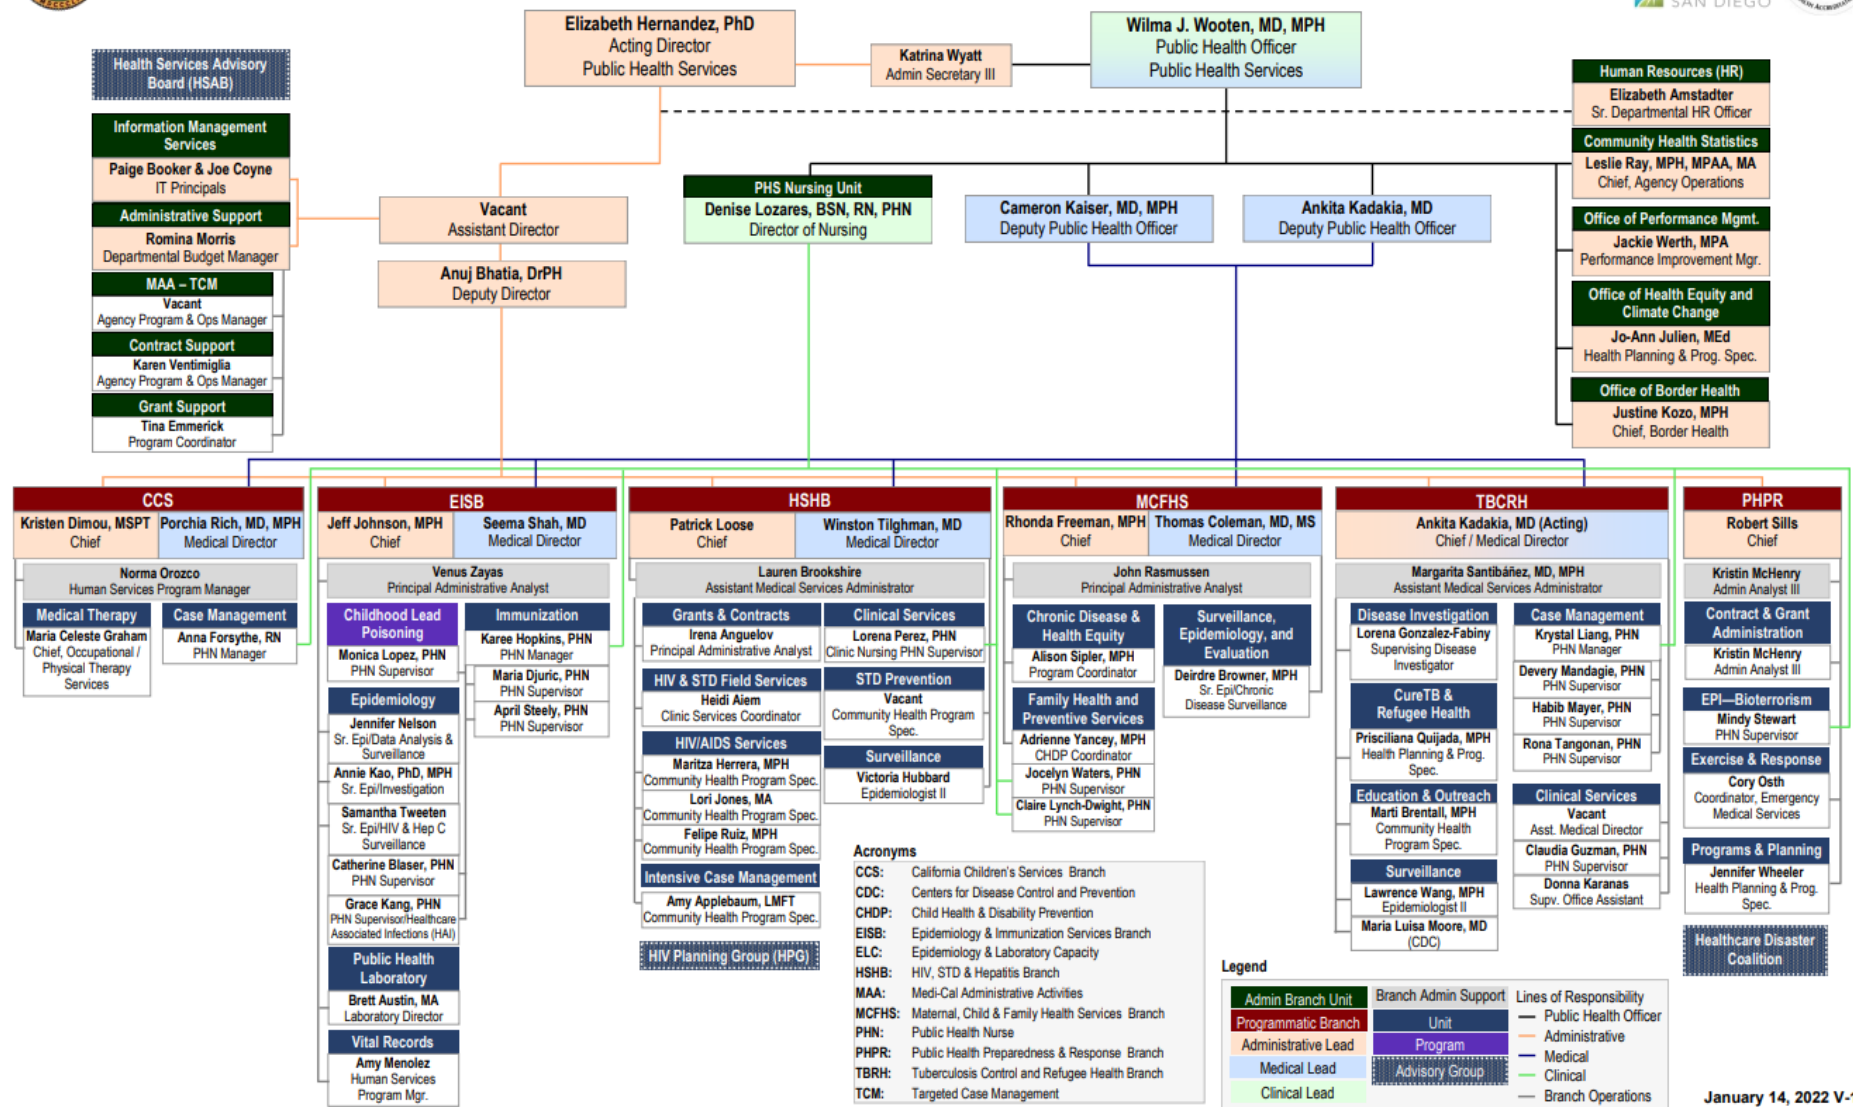 SAN DIEGO
Elizabeth Hernandez, PhD
Acting Director
Public Health Services
Katrina Wyatt
Admin Secretary III
Wilma J. Wooten, MD, MPH
Public Health Officer
Public Health Services
Health Services Advisory
Board (HSAB)
Information Management
Services
Paige Booker & Joe Coyne
IT Principals
Administrative Support
Romina Morris
Departmental Budget Manager
MAA – TCM
Vacant
Agency Program & Ops Manager
Contract Support
Karen Ventimiglia
Agency Program & Ops Manager
Grant Support
Tina Emmerick
Program Coordinator
Vacant
Assistant Director
Anuj Bhatia, DrPH
Deputy Director
PHS Nursing Unit
Denise Lozares, BSN, RN, PHN
Director of Nursing
Cameron Kaiser, MD, MPH
Deputy Public Health Officer
Ankita Kadakia, MD
Deputy Public Health Officer
Human Resources (HR)
Elizabeth Amstadter
Sr. Departmental HR Officer
Community Health Statistics
Leslie Ray, MPH, MPAA, MA
Chief, Agency Operations
Office of Performance Mgmt.
Jackie Werth, MPA
Performance Improvement Mgr.
Office of Health Equity and
Climate Change
Jo-Ann Julien, MEd
Health Planning & Prog. Spec.
Office of Border Health
Justine Kozo, MPH
Chief, Border Health
CCS
Kristen Dimou, MSPT
Chief
Porchia Rich, MD, MPH
Medical Director
Norma Orozco
Human Services Program Manager
Medical Therapy
Maria Celeste Graham
Chief, Occupational /
Physical Therapy
Services
Case Management
Anna Forsythe, RN
PHN Manager
EISB
Jeff Johnson, MPH
Chief
Seema Shah, MD
Medical Director
Venus Zayas
Principal Administrative Analyst
Childhood Lead
Poisoning
Monica Lopez, PHN
PHN Supervisor
Epidemiology
Jennifer Nelson
Sr. Epi/Data Analysis &
Surveillance
Annie Kao, PhD, MPH
Sr. Epi/Investigation
Samantha Tweeten
Sr. Epi/HIV & Hep C
Surveillance
Catherine Blaser, PHN
PHN Supervisor
Grace Kang, PHN
PHN Supervisor/Healthcare
Associated Infections (HAI)
Public Health
Laboratory
Brett Austin, MA
Laboratory Director
Vital Records
Amy Menolez
Human Services
Program Mgr.
Immunization
Karee Hopkins, PHN
PHN Manager
Maria Djuric, PHN
PHN Supervisor
April Steely, PHN
PHN Supervisor
HSHB
Patrick Loose
Chief
Winston Tilghman, MD
Medical Director
Lauren Brookshire
Assistant Medical Services Administrator
Grants & Contracts
Irena Anguelov
Principal Administrative Analyst
HIV & STD Field Services
Heidi Aiem
Clinic Services Coordinator
HIV/AIDS Services
Maritza Herrera, MPH
Community Health Program Spec.
Lori Jones, MA
Community Health Program Spec.
Felipe Ruiz, MPH
Community Health Program Spec.
Intensive Case Management
Amy Applebaum, LMFT
Community Health Program Spec.
HIV Planning Group (HPG)
Clinical Services
Lorena Perez, PHN
Clinic Nursing PHN Supervisor
STD Prevention
Vacant
Community Health Program
Spec.
Surveillance
Victoria Hubbard
Epidemiologist II
MCFHS
Rhonda Freeman, MPH
Chief
Thomas Coleman, MD, MS
Medical Director
John Rasmussen
Principal Administrative Analyst
Chronic Disease &
Health Equity
Alison Sipler, MPH
Program Coordinator
Family Health and
Preventive Services
Adrienne Yancey, MPH
CHDP Coordinator
Jocelyn Waters, PHN
PHN Supervisor
Claire Lynch-Dwight, PHN
PHN Supervisor
Surveillance,
Epidemiology, and
Evaluation
Deirdre Browner, MPH
Sr. Epi/Chronic
Disease Surveillance
TBCRH
Ankita Kadakia, MD (Acting)
Chief / Medical Director
Margarita Santibáñez, MD, MPH
Assistant Medical Services Administrator
Disease Investigation
Lorena Gonzalez-Fabiny
Supervising Disease
Investigator
CureTB &
Refugee Health
Prisciliana Quijada, MPH
Health Planning & Prog.
Spec.
Education & Outreach
Marti Brentall, MPH
Community Health
Program Spec.
Surveillance
Lawrence Wang, MPH
Epidemiologist II
Maria Luisa Moore, MD
(CDC)
Case Management
Krystal Liang, PHN
PHN Manager
Devery Mandagie, PHN
PHN Supervisor
Habib Mayer, PHN
PHN Supervisor
Rona Tangonan, PHN
PHN Supervisor
Clinical Services
Vacant
Asst. Medical Director
Claudia Guzman, PHN
PHN Supervisor
Donna Karanas
Supv. Office Assistant
PHPR
Robert Sills
Chief
Kristin McHenry
Admin Analyst III
Contract & Grant
Administration
Kristin McHenry
Admin Analyst III
EPI—Bioterrorism
Mindy Stewart
PHN Supervisor
Exercise & Response
Cory Osth
Coordinator, Emergency
Medical Services
Programs & Planning
Jennifer Wheeler
Health Planning & Prog.
Spec.
Healthcare Disaster
Coalition
Acronyms
CCS: California Children's Services Branch
CDC: Centers for Disease Control and Prevention
CHDP: Child Health & Disability Prevention
EISB: Epidemiology & Immunization Services Branch
ELC: Epidemiology & Laboratory Capacity
HSHB: HIV, STD & Hepatitis Branch
MAA: Medi-Cal Administrative Activities
MCFHS: Maternal, Child & Family Health Services Branch
PHN: Public Health Nurse
PHPR: Public Health Preparedness & Response Branch
TBRH: Tuberculosis Control and Refugee Health Branch
TCM: Targeted Case Management
Legend
Admin Branch Unit
Programmatic Branch
Administrative Lead
Medical Lead
Clinical Lead
Branch Admin Support
Unit
Program
Advisory Group
Lines of Responsibility
Public Health Officer
Administrative
Medical
Clinical
Branch Operations
January 14, 2022 V-